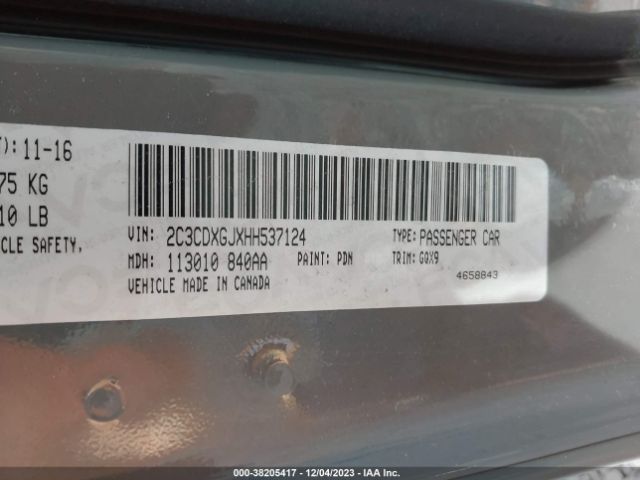 ): 11-16
75 KG
10 LB
ICLE SAFETY,
VIN: 2C3CDXGJXHH537124 TYPE: PASSENGER CAR
MDH: 113010 840AA PAINT: PDN TRIM: GQX9
VEHICLE MADE IN CANADA 4658843
000-38205417 - 12/04/2023 - IAA Inc.